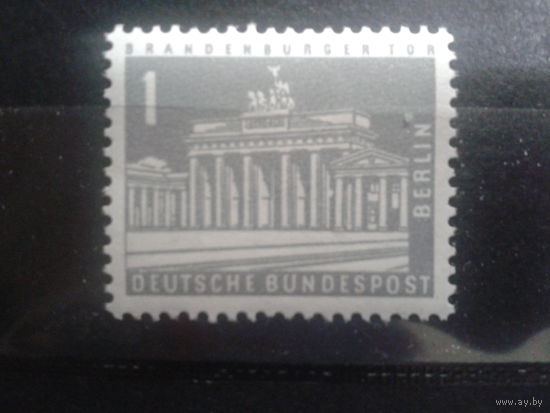 BRANDENBURGER TOR
1
BERLIN
DEUTSCHE BUNDESPOST
www.ay.by